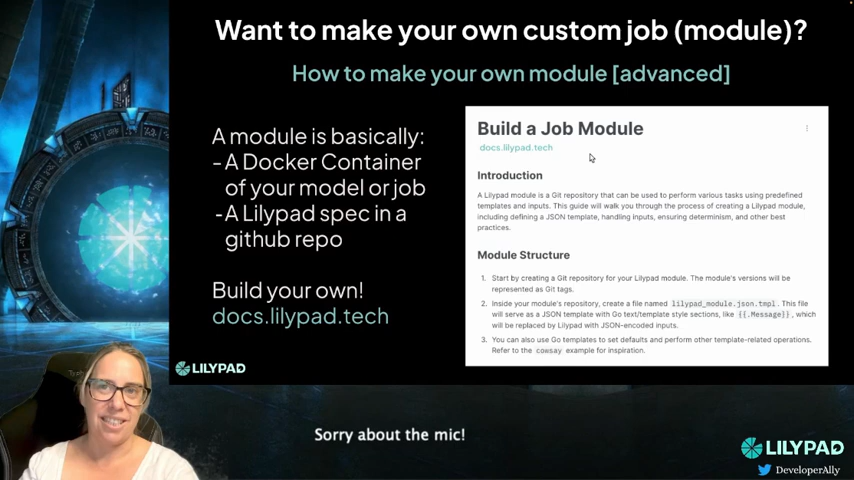 Want to make your own custom job (module)?
How to make your own module [advanced]
A module is basically:
- A Docker Container
of your model or job
- A Lilypad spec in a
github repo
Build your own!
docs.lilypad.tech
LILYPAD
Build a Job Module
docs.lilypad.tech
Introduction
A Lilypad module is a Git repository that can be used to perform various tasks using predefined
templates and inputs. This guide will walk you through the process of creating a Lilypad module,
including defining a JSON template, handling inputs, ensuring determinism, and other best
practices.
Module Structure
1. Start by creating a Git repository for your Lilypad module. The module's versions will be
represented as Git tags.
2. Inside your module's repository, create a file named lilypad_module.json.tmpl. This file
will serve as a JSON template with Go text/template style sections, like {{.Message}}, which
will be replaced by Lilypad with JSON-encoded inputs.
3. You can also use Go templates to set defaults and perform other template-related operations.
Refer to the cowsay example for inspiration.
Sorry about the mic!
LILYPAD
DeveloperAlly